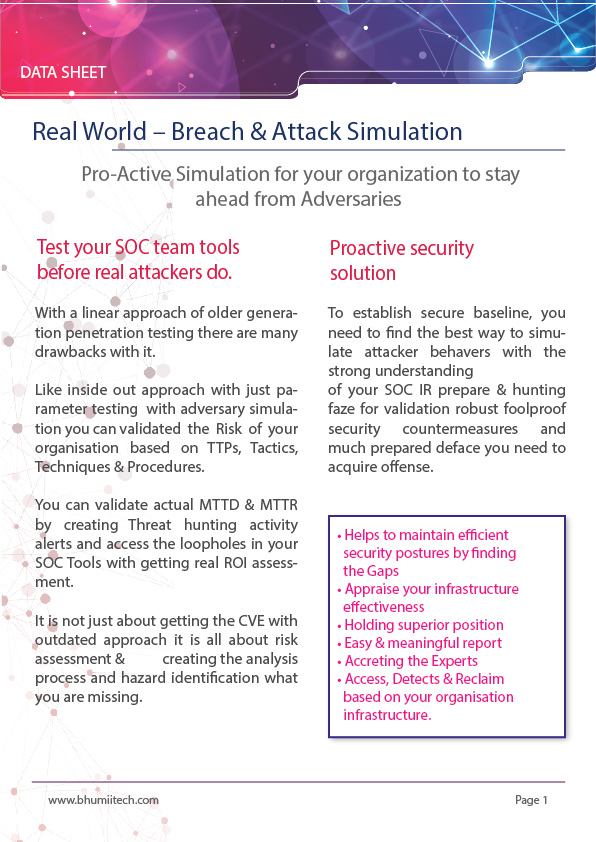 DATA SHEET
Real World – Breach & Attack Simulation
Pro-Active Simulation for your organization to stay
ahead from Adversaries
Test your SOC team tools
before real attackers do.
With a linear approach of older genera-
tion penetration testing there are many
drawbacks with it.
Like inside out approach with just pa-
rameter testing with adversary simula-
tion you can validated the Risk of your
organisation based on TTPs, Tactics,
Techniques & Procedures.
You can validate actual MTTD & MTTR
by creating Threat hunting activity
alerts and access the loopholes in your
SOC Tools with getting real ROI assess-
ment.
It is not just about getting the CVE with
outdated approach it is all about risk
assessment & creating the analysis
process and hazard identification what
you are missing.
Proactive security
solution
To establish secure baseline, you
need to find the best way to simu-
late attacker behavers with the
strong understanding
of your SOC IR prepare & hunting
faze for validation robust foolproof
security countermeasures and
much prepared deface you need to
acquire offense.
• Helps to maintain efficient
security postures by finding
the Gaps
• Appraise your infrastructure
effectiveness
• Holding superior position
• Easy & meaningful report
• Accreting the Experts
• Access, Detects & Reclaim
based on your organisation
infrastructure.
www.bhumiitech.com
Page 1